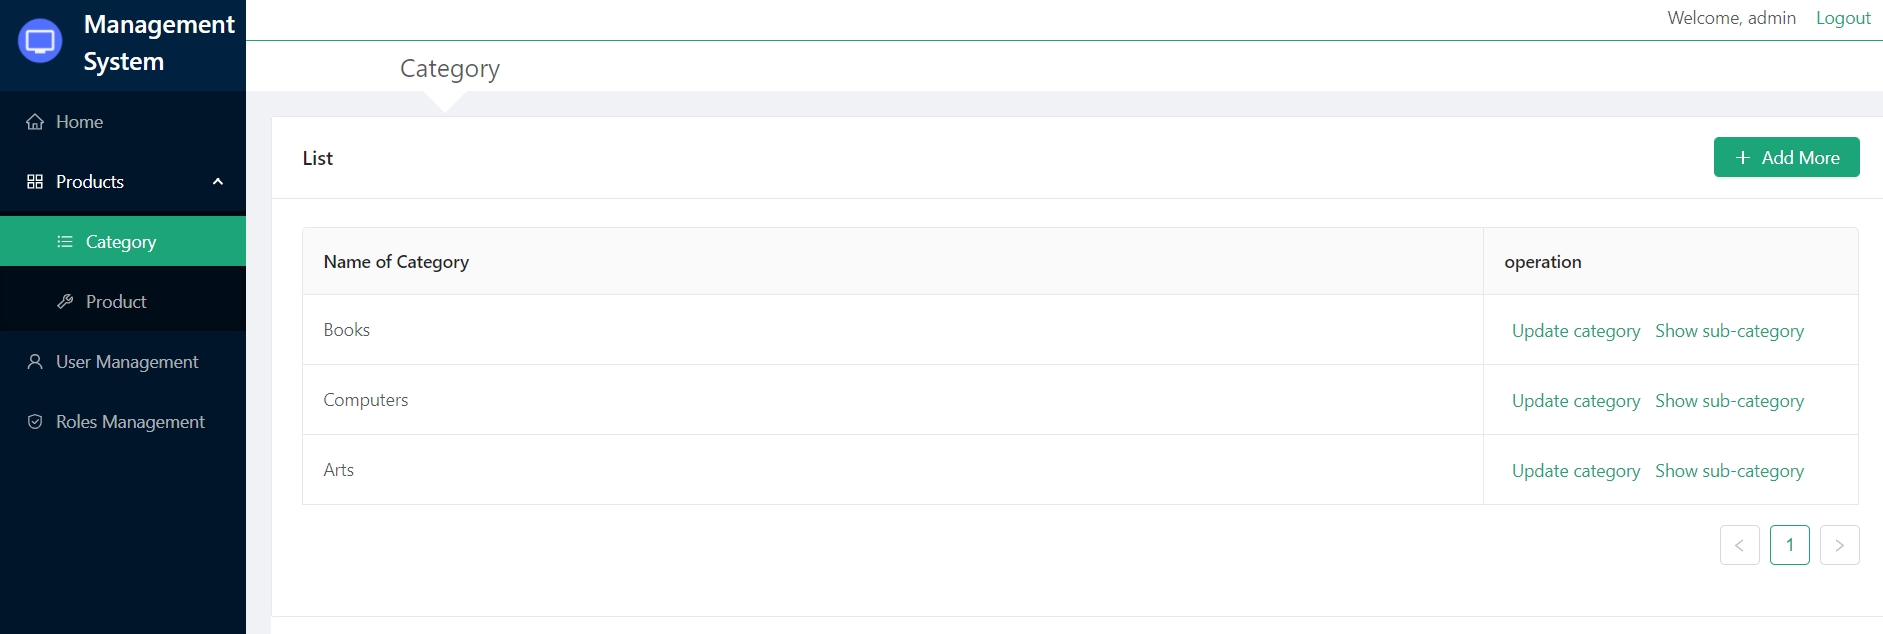 Management
System
Welcome, admin Logout
Category
Home
Products
Category
Product
User Management
Roles Management
List
+ Add More
Name of Category operation
Books Update category Show sub-category
Computers Update category Show sub-category
Arts Update category Show sub-category
< 1 >